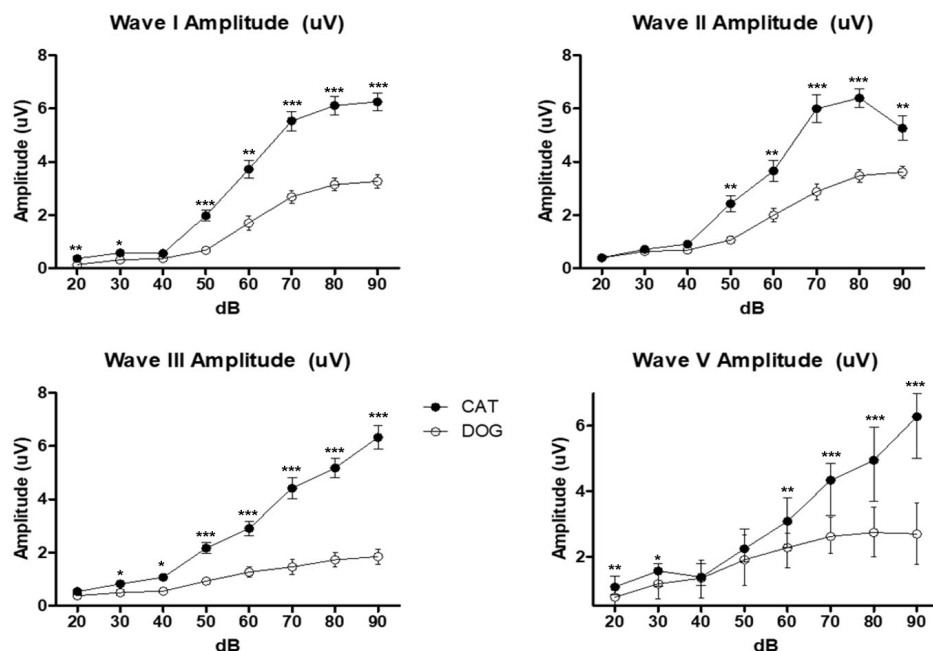 Wave I Amplitude (uV)
Amplitude (uV)
8
6
4
2
0
** * *** ** *** *** ***
20 30 40 50 60 70 80 90
dB
Wave II Amplitude (uV)
Amplitude (uV)
8
6
4
2
0
** ** *** *** **
20 30 40 50 60 70 80 90
dB
Wave III Amplitude (uV)
Amplitude (uV)
8
6
4
2
0
* * *** *** *** *** ***
20 30 40 50 60 70 80 90
dB
CAT
DOG
Wave V Amplitude (uV)
Amplitude (uV)
6
4
2
** * ** *** *** ***
20 30 40 50 60 70 80 90
dB